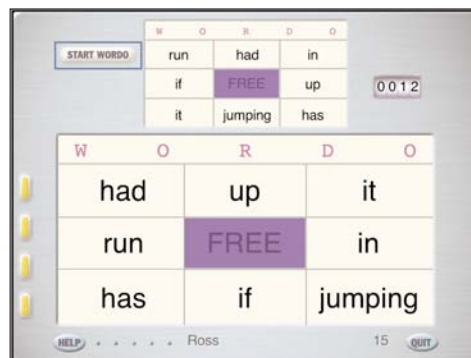 W O R D O
START WORDO
run had in
if FREE up
0012
it jumping has
W O R D O
had up it
run FREE in
has if jumping
HELP Ross 15 QUIT